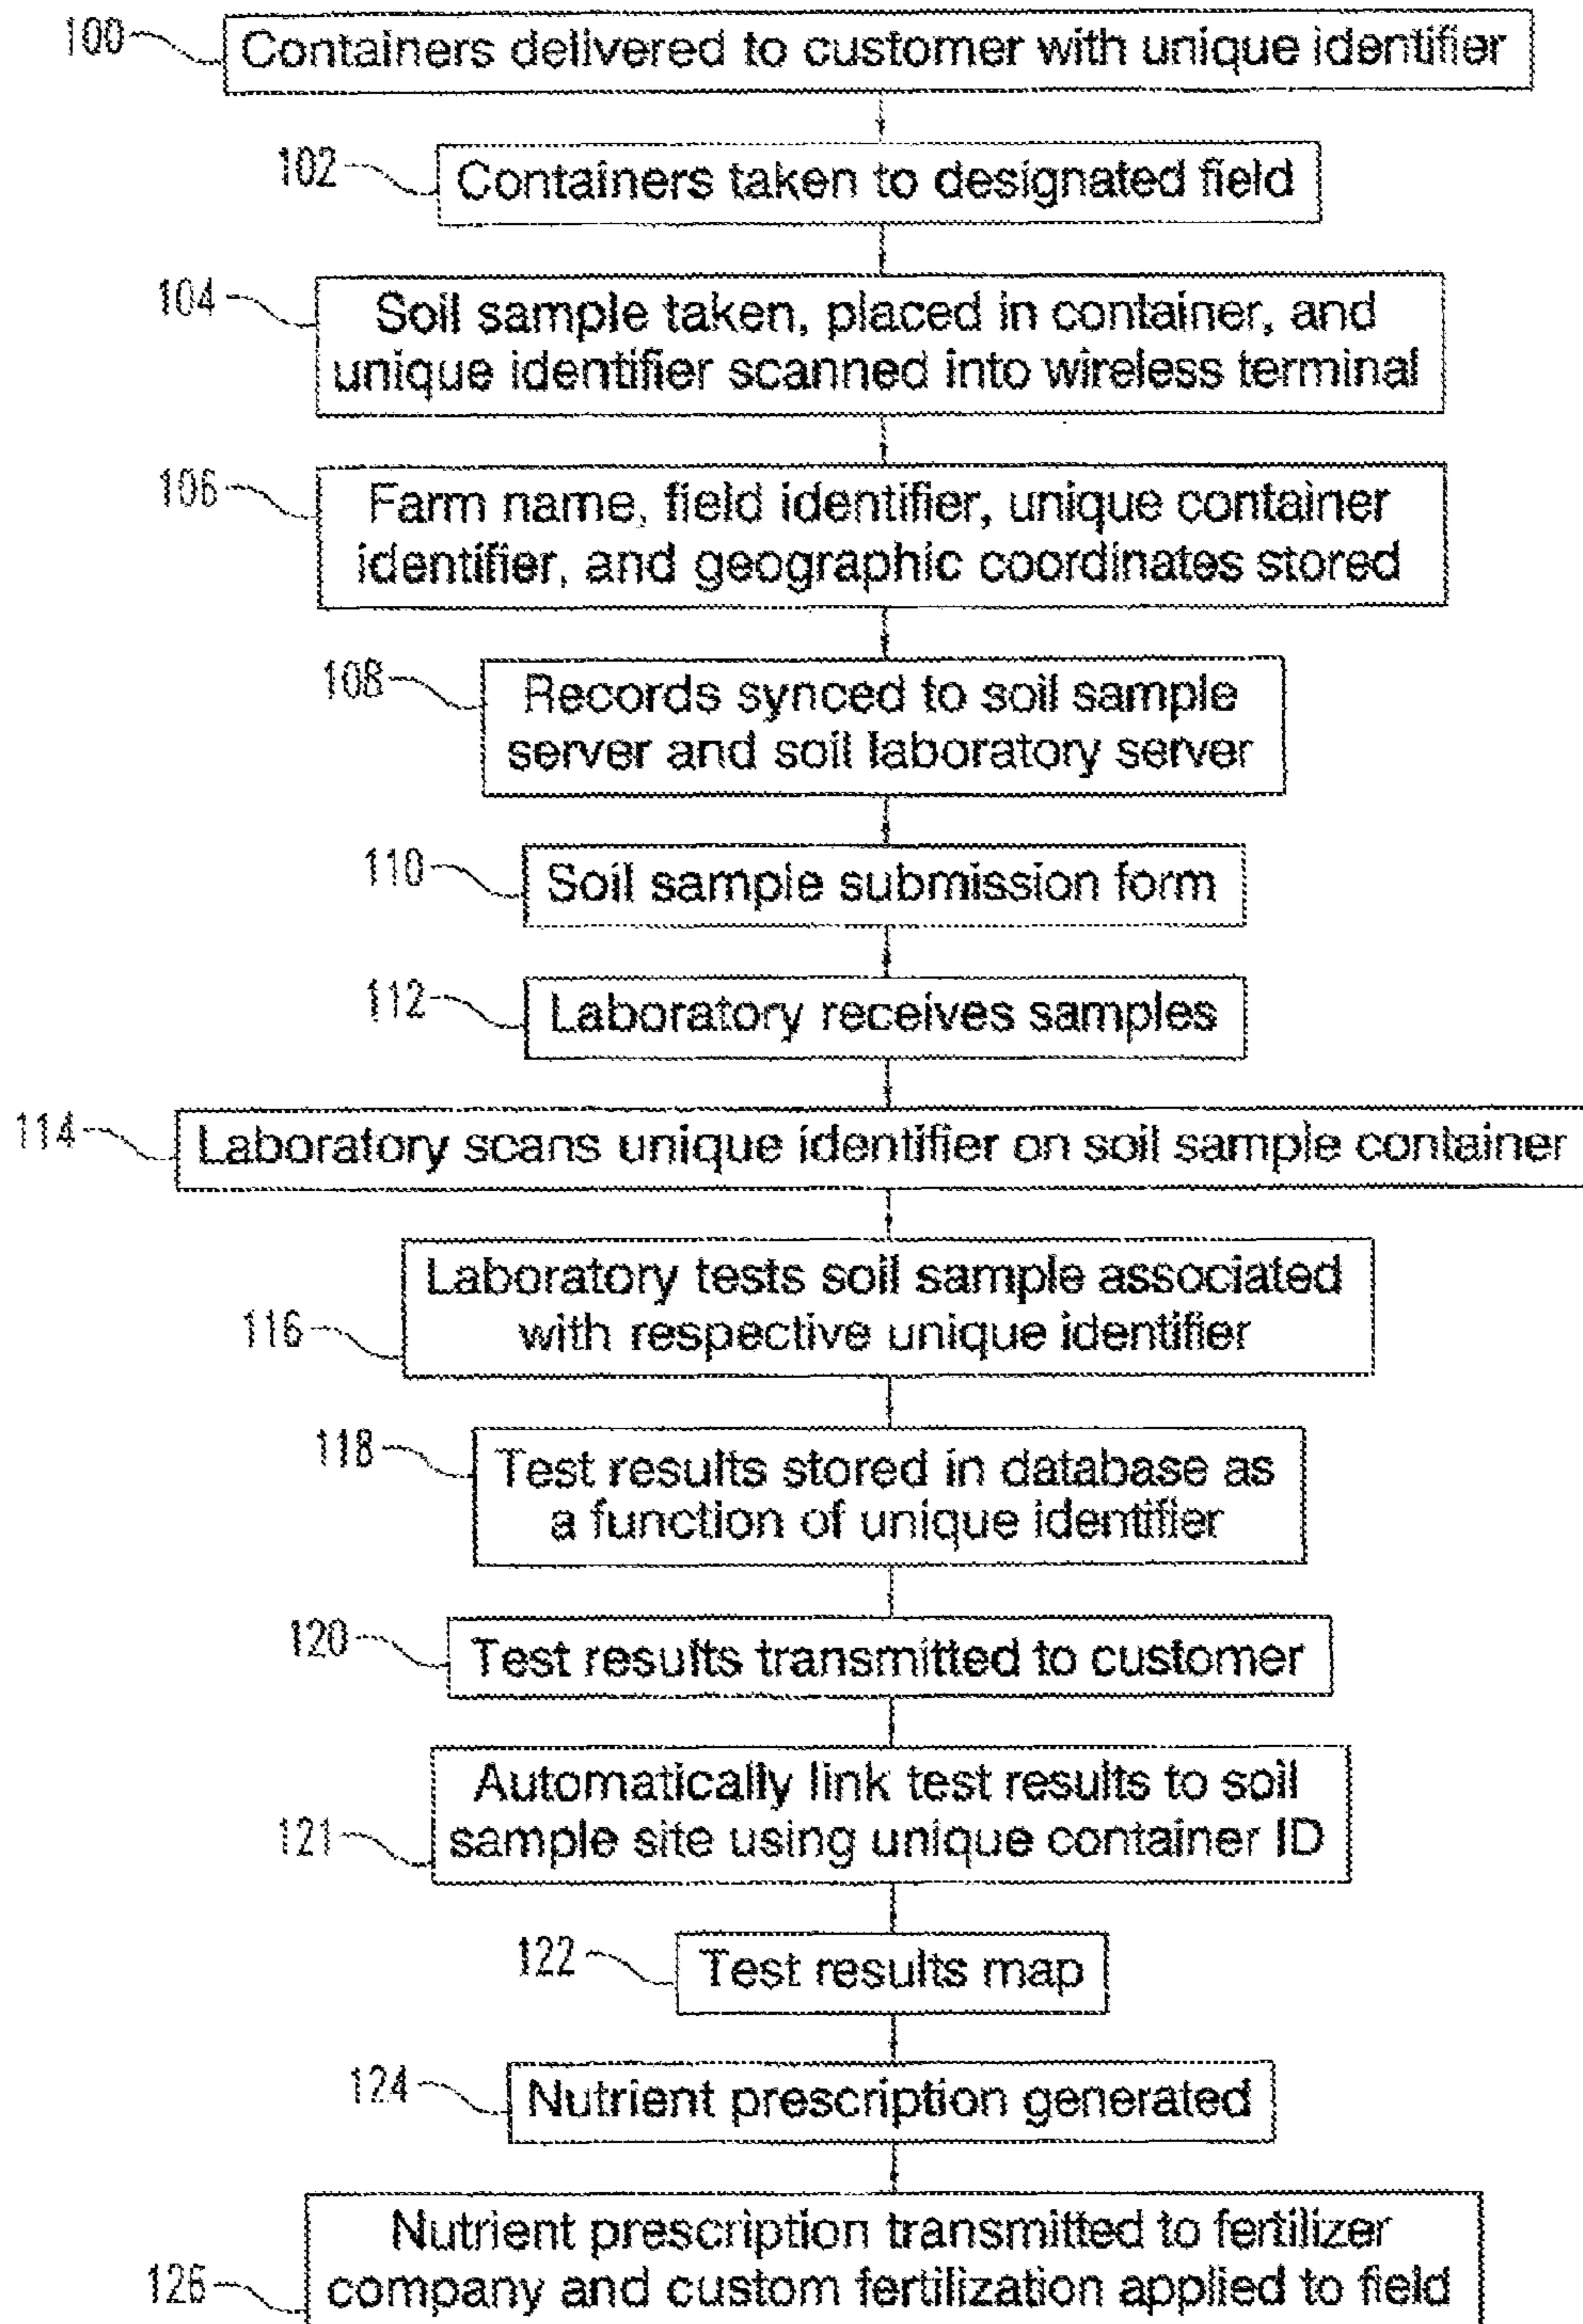 100
Containers delivered to customer with unique identifier
102
Containers taken to designated field
104
Soil sample taken, placed in container, and
unique identifier scanned into wireless terminal
106
Farm name, field identifier, unique container
identifier, and geographic coordinates stored
108
Records synced to soil sample
server and soil laboratory server
110
Soil sample submission form
112
Laboratory receives samples
114
Laboratory scans unique identifier on soil sample container
Laboratory tests soil sample associated
116
with respective unique identifier
118
Test results stored in database as
a function of unique identifier
120
Test results transmitted to customer
Automatically link test results to soil
121
sample site using unique container ID
122
Test results map
124
Nutrient prescription generated
Nutrient prescription transmitted to fertilizer
126
company and custom fertilization applied to field